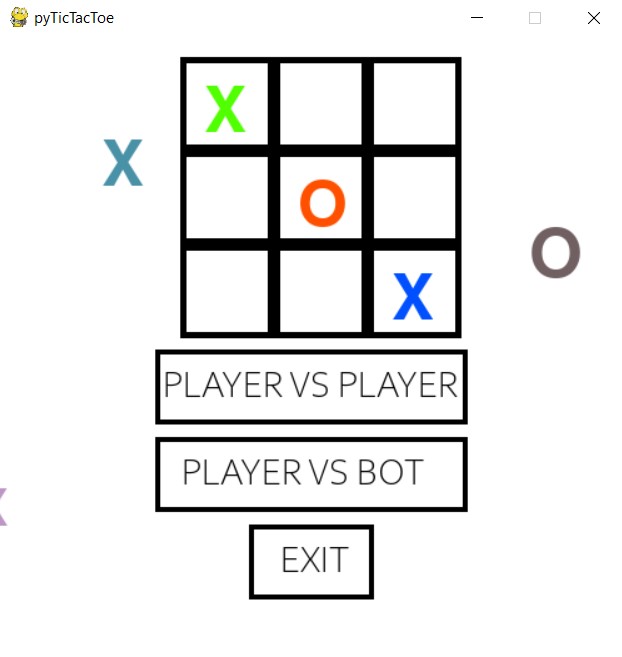 pyTicTacToe
X
X
O
O
X
PLAYER VS PLAYER
PLAYER VS BOT
X
EXIT